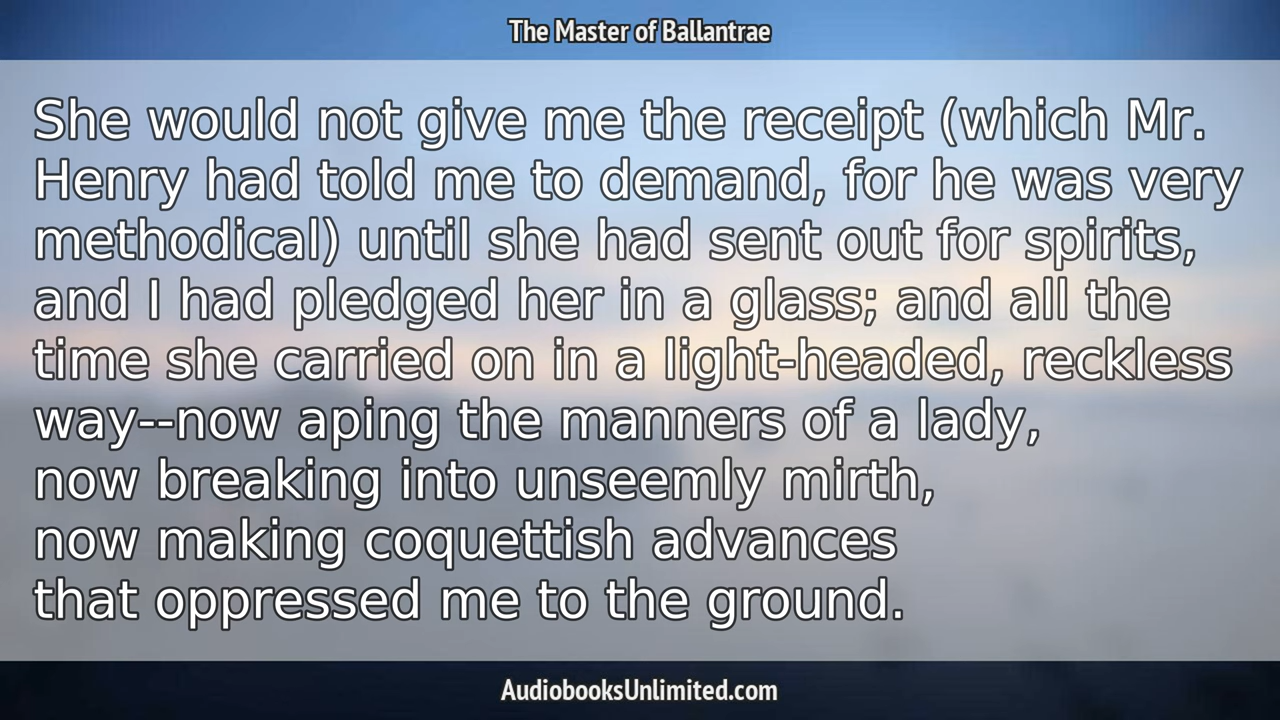 The Master of Ballantrae
She would not give me the receipt (which Mr.
Henry had told me to demand, for he was very
methodical) until she had sent out for spirits,
and I had pledged her in a glass; and all the
time she carried on in a light-headed, reckless
way--now aping the manners of a lady,
now breaking into unseemly mirth,
now making coquettish advances
that oppressed me to the ground.
AudiobooksUnlimited.com